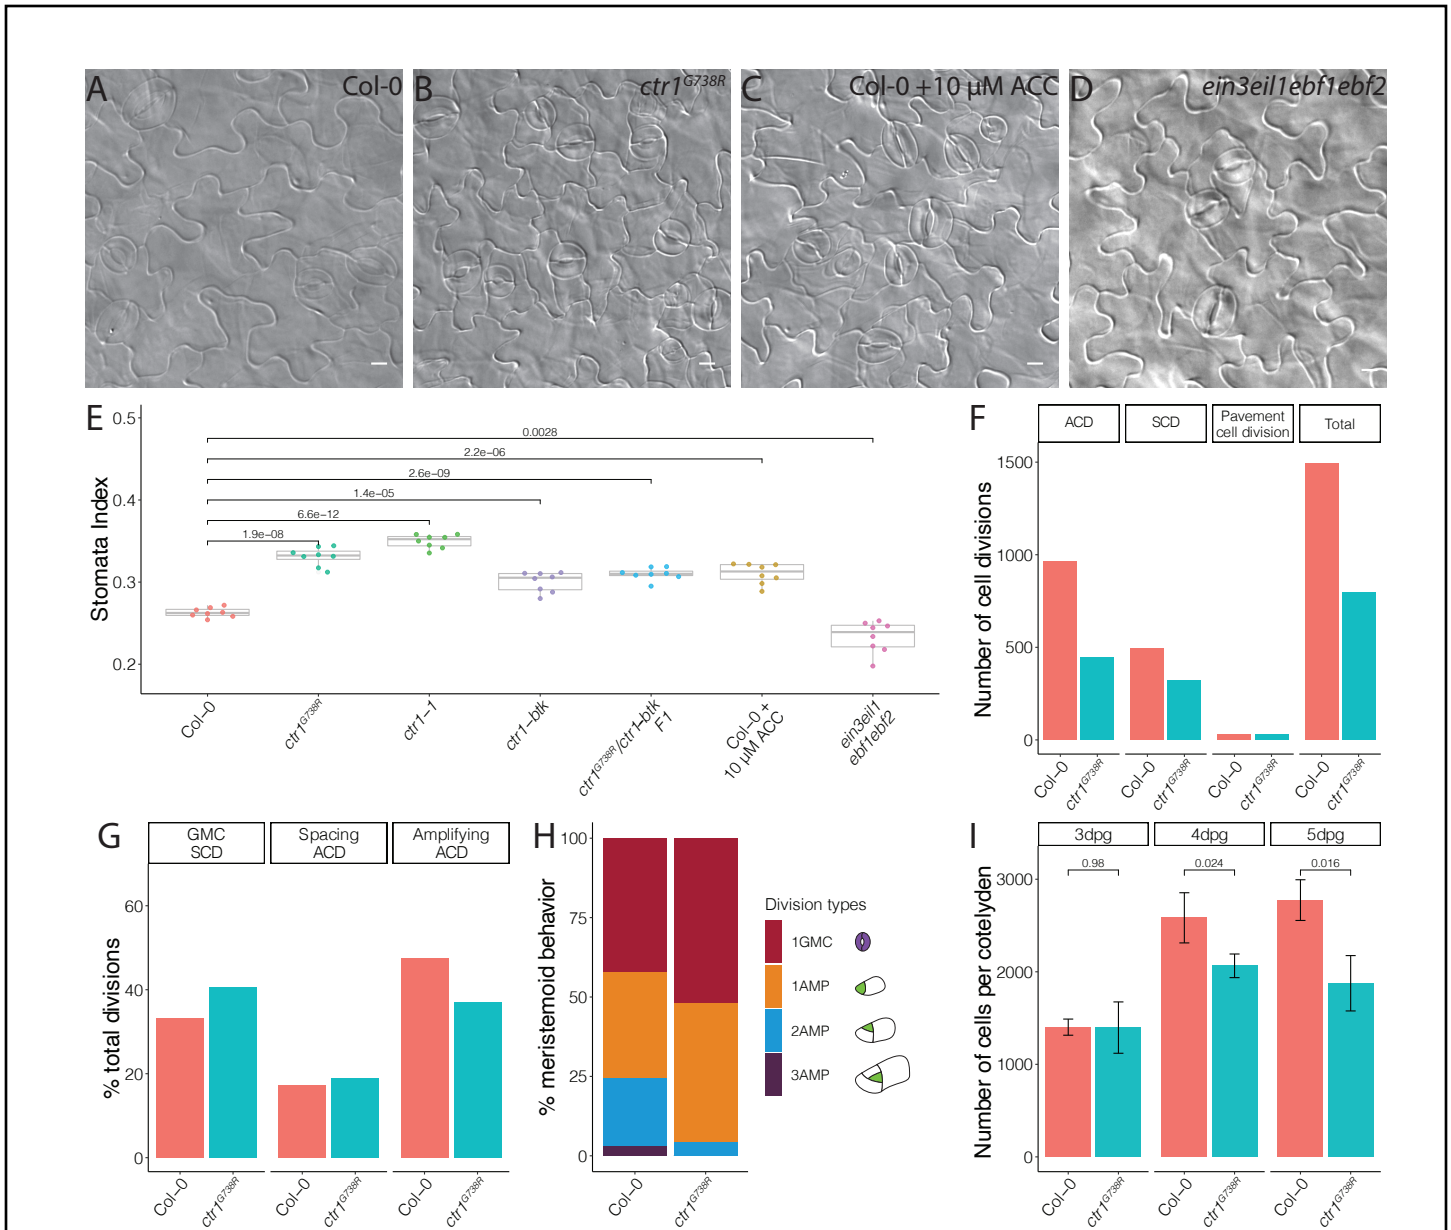 A Col-0
B ctr1G738R
C Col-0 +10 µM ACC
D ein3eil1ebf1ebf2
E
Stomata Index
0.5
0.4
0.3
0.2
0.0028
2.2e−06
2.6e−09
1.4e−05
6.6e−12
1.9e−08
Col−0
ctr1G738R
ctr1−1
ctr1−btk
ctr1G738R/ctr1−btk
F1
Col−0 +
10 µM ACC
ein3eil1
ebf1ebf2
F
ACD
SCD
Pavement
cell division
Total
Number of cell divisions
1500
1000
500
0
Col−0
ctr1G738R
Col−0
ctr1G738R
Col−0
ctr1G738R
Col−0
ctr1G738R
G
GMC
SCD
Spacing
ACD
Amplifying
ACD
% total divisions
60
40
20
0
Col−0
ctr1G738R
Col−0
ctr1G738R
Col−0
ctr1G738R
H
% meristemoid behavior
100
75
50
25
0
Col−0
ctr1G738R
Division types
1GMC
1AMP
2AMP
3AMP
I
3dpg
4dpg
5dpg
0.98
0.024
0.016
Number of cells per cotelyden
3000
2000
1000
0
Col−0
ctr1G738R
Col−0
ctr1G738R
Col−0
ctr1G738R